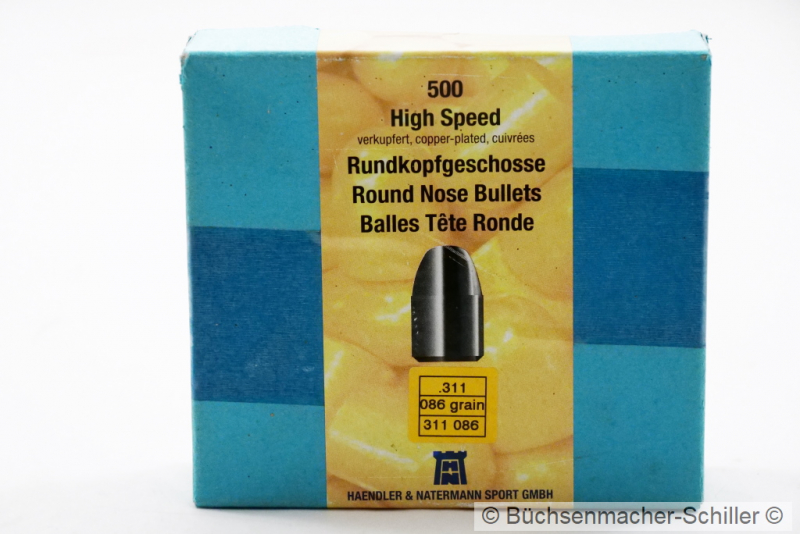 500
High Speed
verkupfert, copper-plated, cuivrées
Rundkopfgeschosse
Round Nose Bullets
Balles Tête Ronde
.311
086 grain
311 086
HN
HAENDLER & NATERMANN SPORT GMBH
© Büchsenmacher-Schiller ©